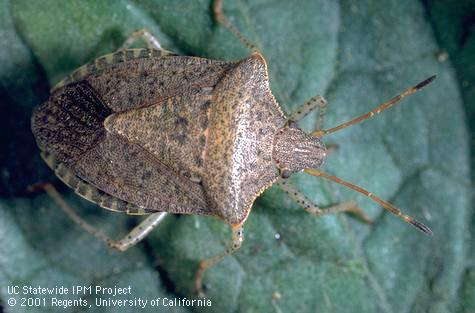 UC Statewide IPM Project
© 2001 Regents, University of California